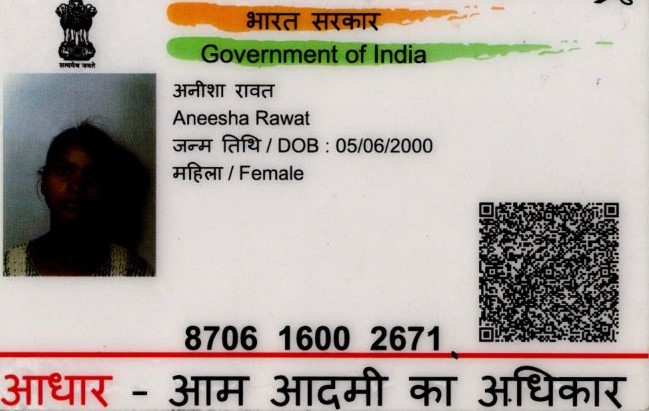 सत्यमेव जयते
भारत सरकार
Government of India
अनीशा रावत
Aneesha Rawat
जन्म तिथि / DOB : 05/06/2000
महिला / Female
8706 1600 2671
आधार - आम आदमी का अधिकार